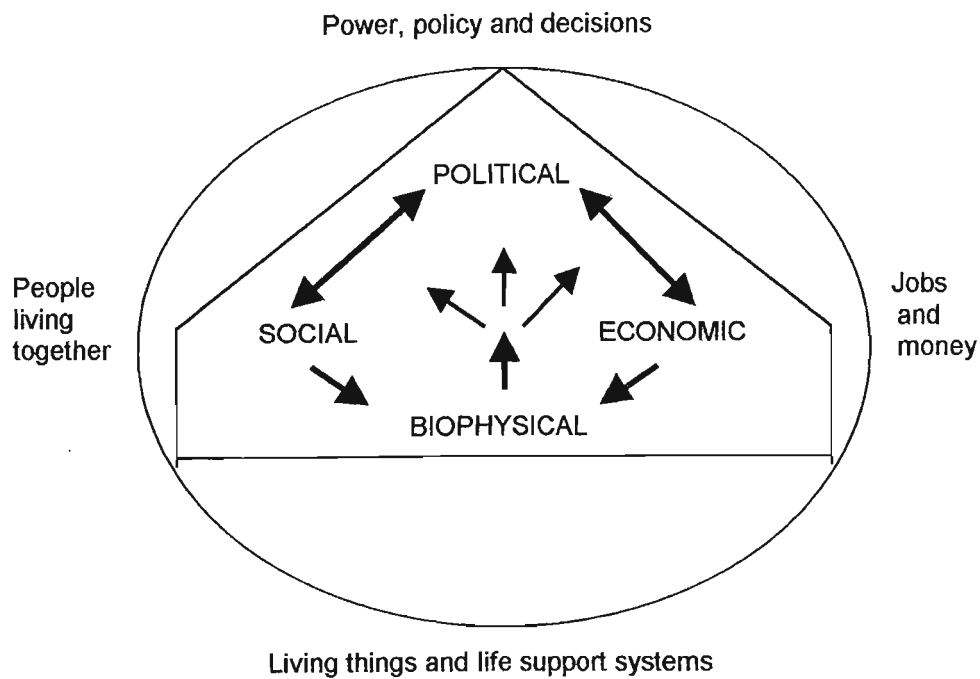 Power, policy and decisions
POLITICAL
People
living
together
SOCIAL
ECONOMIC
Jobs
and
money
BIOPHYSICAL
Living things and life support systems